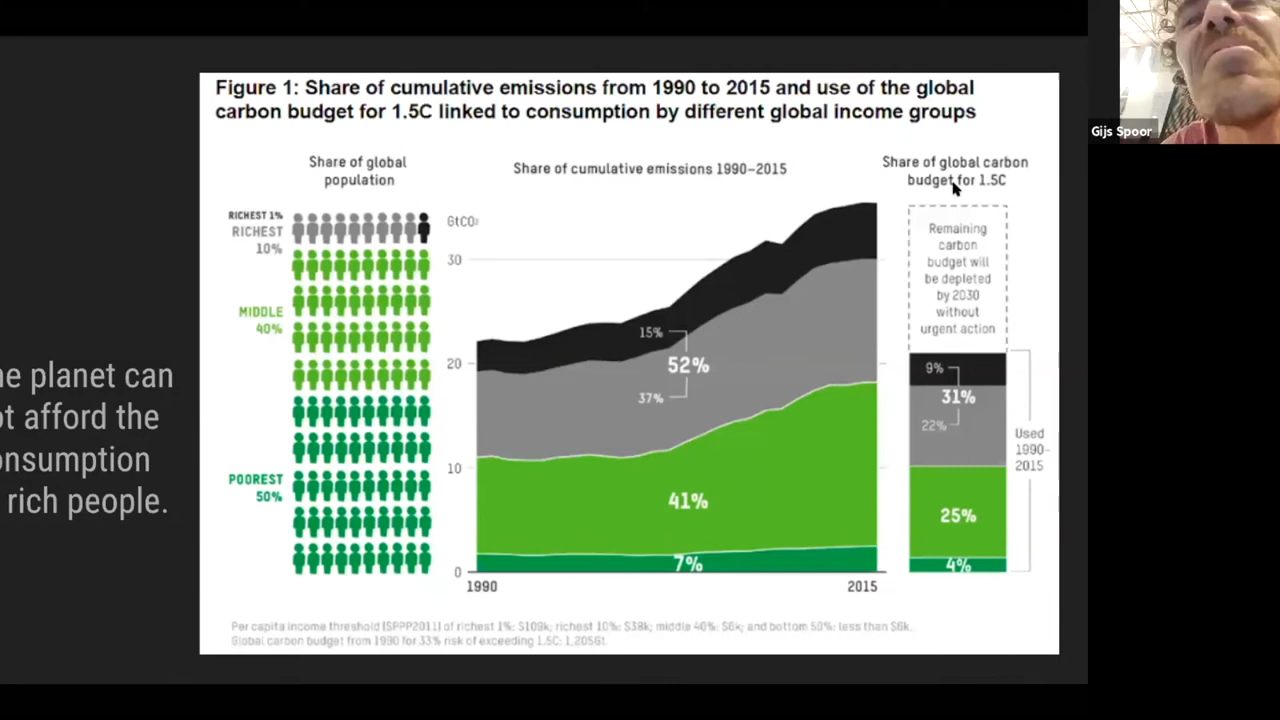 Figure 1: Share of cumulative emissions from 1990 to 2015 and use of the global
carbon budget for 1.5C linked to consumption by different global income groups
Share of global
population
RICHEST 1%
RICHEST
10%
MIDDLE
40%
POOREST
50%
Share of cumulative emissions 1990–2015
GtCO₂
30
20
10
0
15%
52%
37%
41%
7%
1990
2015
Share of global carbon
budget for 1.5C
Remaining
carbon
budget will
be depleted
by 2030
without
urgent action
9%
31%
22%
25%
4%
Used
1990-
2015
Per capita income threshold ($PPP2011) of richest 1%: $109k; richest 10%: $38k; middle 40%: $6k; and bottom 50%: less than $6k.
Global carbon budget from 1990 for 33% risk of exceeding 1.5C: 1,205Gt.
ne planet can
ot afford the
onsumption
rich people.
Gijs Spoor